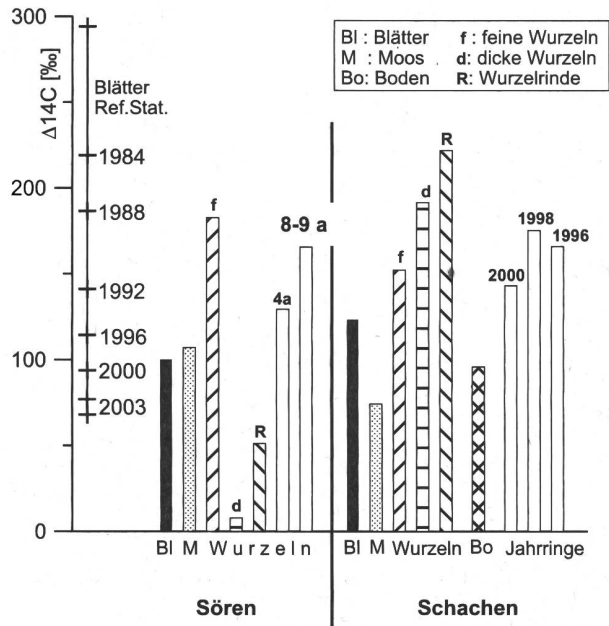 300
Δ14C [‰]
200
100
0
Blätter
Ref.Stat.
1984
1988
1992
1996
2000
2003
Bl : Blätter f : feine Wurzeln
M : Moos d: dicke Wurzeln
Bo: Boden R: Wurzelrinde
f
d
R
4a
8-9 a
f
d
R
2000
1998
1996
Bl M W u r z e l n
Bl M Wurzeln Bo Jahrringe
Sören Schachen